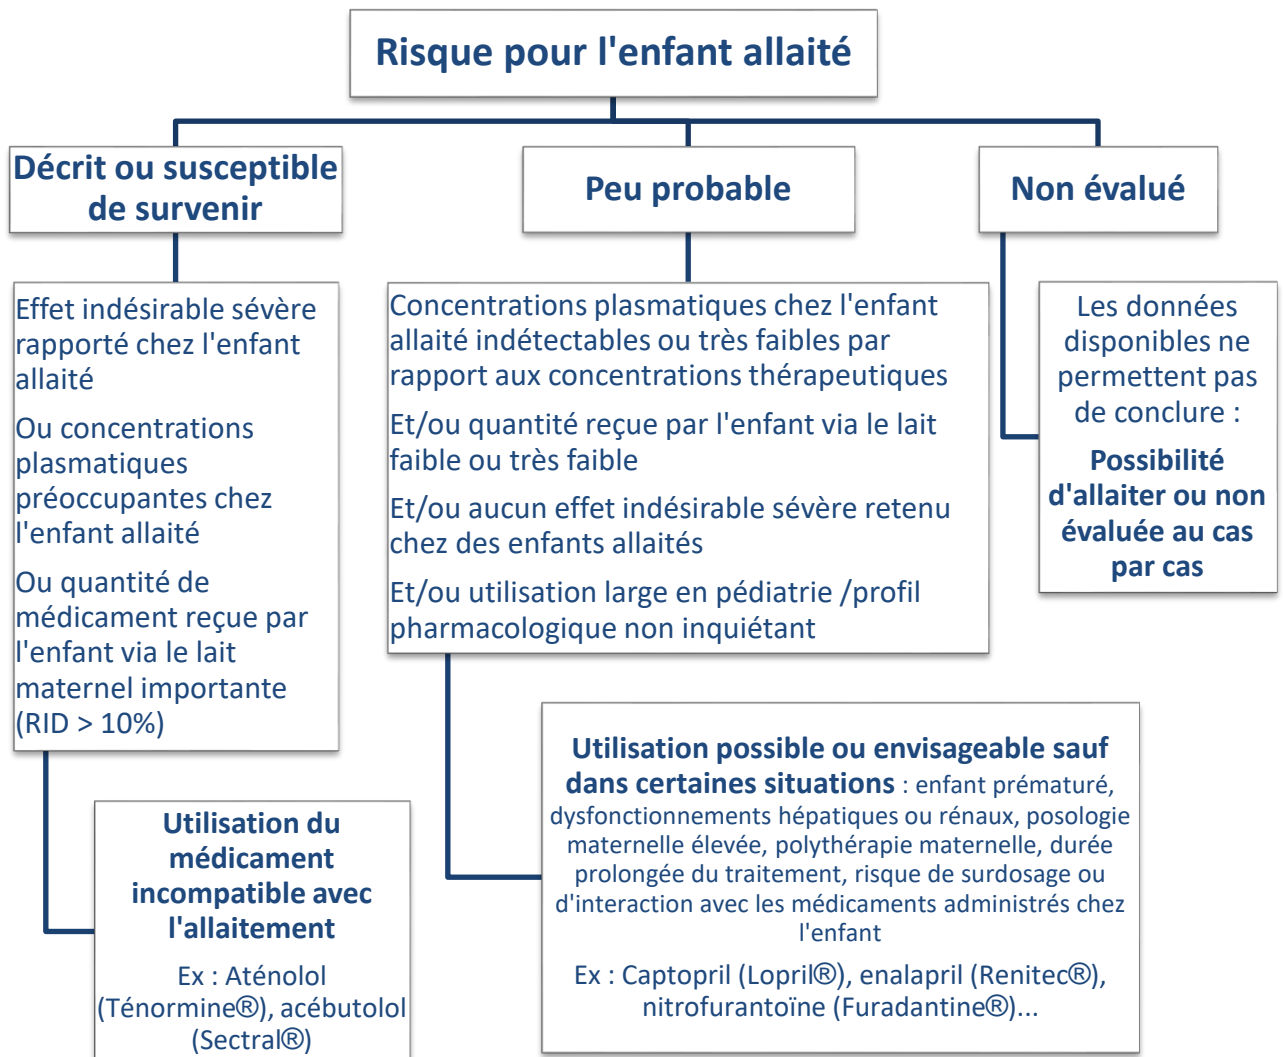 Risque pour l'enfant allaité
Décrit ou susceptible
de survenir
Peu probable
Non évalué
Effet indésirable sévère
rapporté chez l'enfant
allaité
Ou concentrations
plasmatiques
préoccupantes chez
l'enfant allaité
Ou quantité de
médicament reçue par
l'enfant via le lait
maternel importante
(RID > 10%)
Concentrations plasmatiques chez l'enfant
allaité indétectables ou très faibles par
rapport aux concentrations thérapeutiques
Et/ou quantité reçue par l'enfant via le lait
faible ou très faible
Et/ou aucun effet indésirable sévère retenu
chez des enfants allaités
Et/ou utilisation large en pédiatrie /profil
pharmacologique non inquiétant
Les données
disponibles ne
permettent pas
de conclure :
Possibilité
d'allaiter ou non
évaluée au cas
par cas
Utilisation du
médicament
incompatible avec
l'allaitement
Ex : Aténolol
(Ténormine®), acébutolol
(Sectral®)
Utilisation possible ou envisageable sauf
dans certaines situations : enfant prématuré,
dysfonctionnements hépatiques ou rénaux, posologie
maternelle élevée, polythérapie maternelle, durée
prolongée du traitement, risque de surdosage ou
d'interaction avec les médicaments administrés chez
l'enfant
Ex : Captopril (Lopril®), enalapril (Renitec®),
nitrofurantoïne (Furadantine®)...